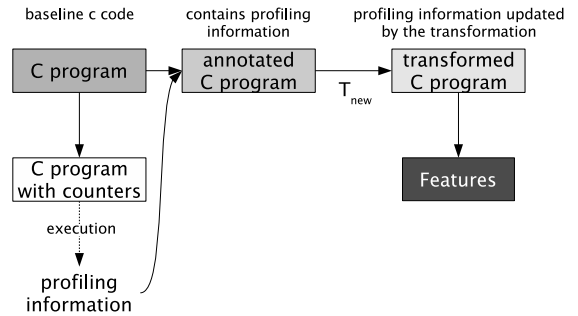 baseline c code
contains profiling
information
profiling information updated
by the transformation
C program
annotated
C program
T_new
transformed
C program
C program
with counters
Features
execution
profiling
information